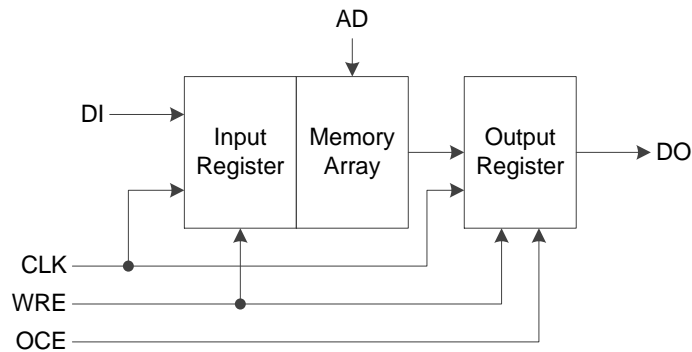 AD
DI
Input
Register
Memory
Array
Output
Register
DO
CLK
WRE
OCE